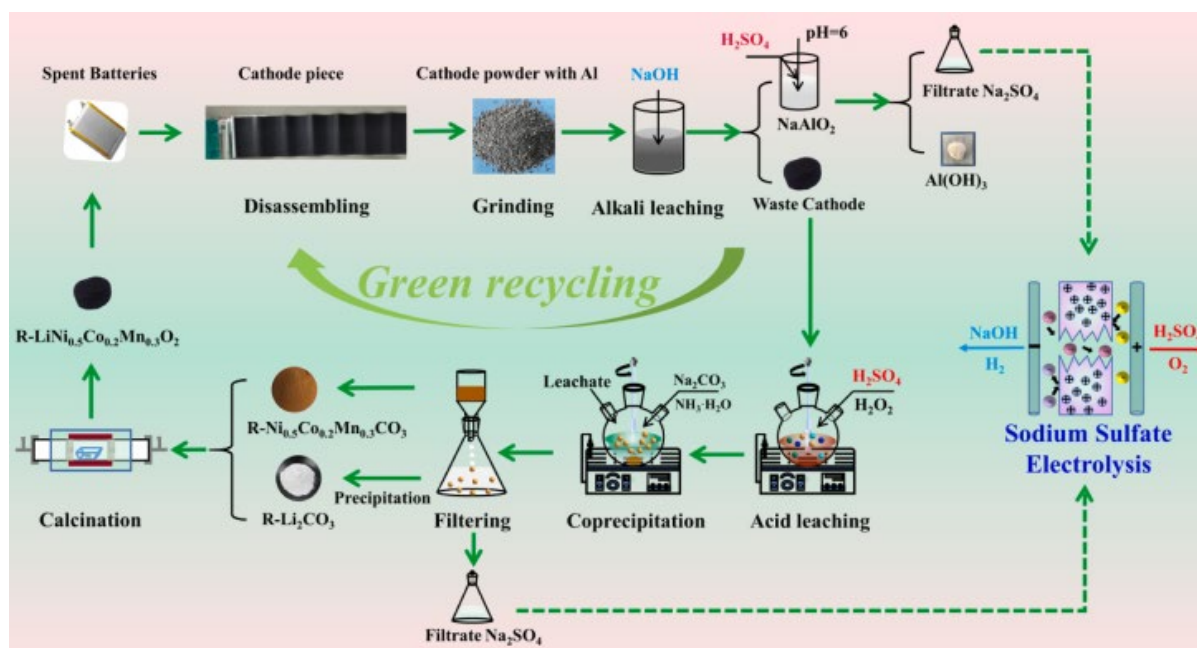 Spent Batteries
Cathode piece
Cathode powder with Al
NaOH
H₂SO₄
pH=6
NaAlO₂
Filtrate Na₂SO₄
Al(OH)₃
Waste Cathode
Disassembling
Grinding
Alkali leaching
Green recycling
R-LiNi₀.₅Co₀.₂Mn₀.₃O₂
NaOH
H₂
H₂SO₄
O₂
Sodium Sulfate
Electrolysis
Leachate
Na₂CO₃
NH₃·H₂O
H₂SO₄
H₂O₂
R-Ni₀.₅Co₀.₂Mn₀.₃CO₃
Precipitation
R-Li₂CO₃
Calcination
Filtering
Coprecipitation
Acid leaching
Filtrate Na₂SO₄